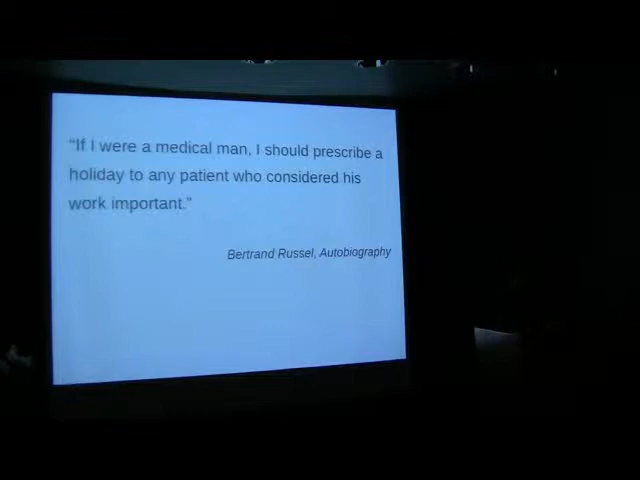 “If I were a medical man, I should prescribe a
holiday to any patient who considered his
work important.”
Bertrand Russel, Autobiography